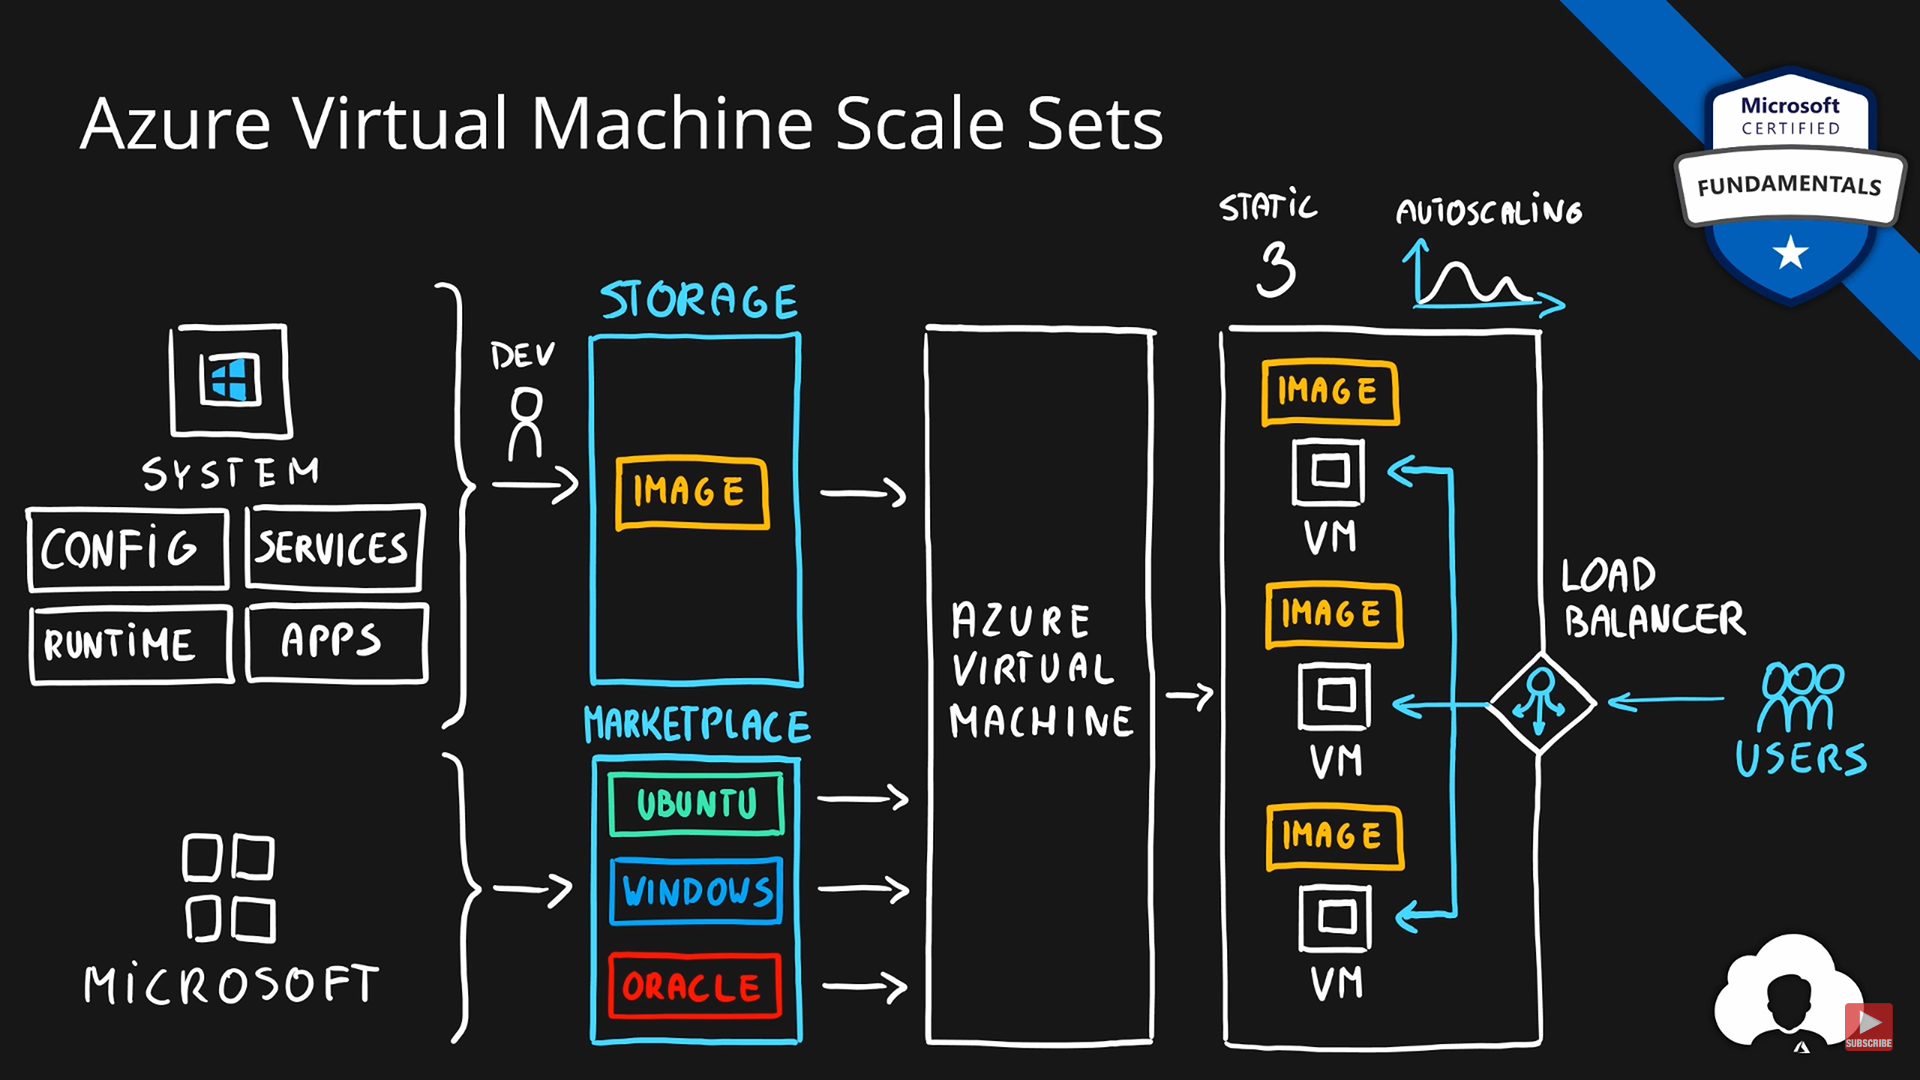 Azure Virtual Machine Scale Sets
Microsoft
CERTIFIED
FUNDAMENTALS
STATIC
3
AUTOSCALING
SYSTEM
CONFIG
SERVICES
RUNTIME
APPS
DEV
STORAGE
IMAGE
MICROSOFT
MARKETPLACE
UBUNTU
WINDOWS
ORACLE
AZURE
VIRTUAL
MACHINE
IMAGE
VM
IMAGE
VM
IMAGE
VM
LOAD
BALANCER
USERS
SUBSCRIBE